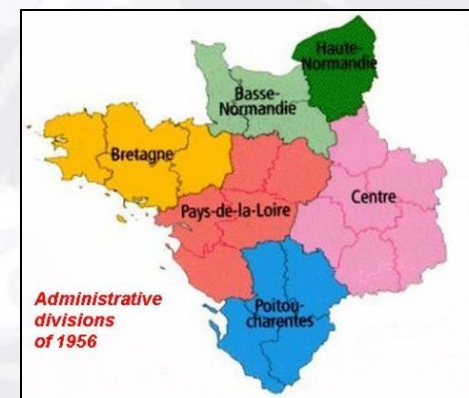 Haute-
Normandie
Basse-
Normandie
Bretagne
Pays-de-la-Loire
Centre
Administrative
divisions
of 1956
Poitou-
charentes